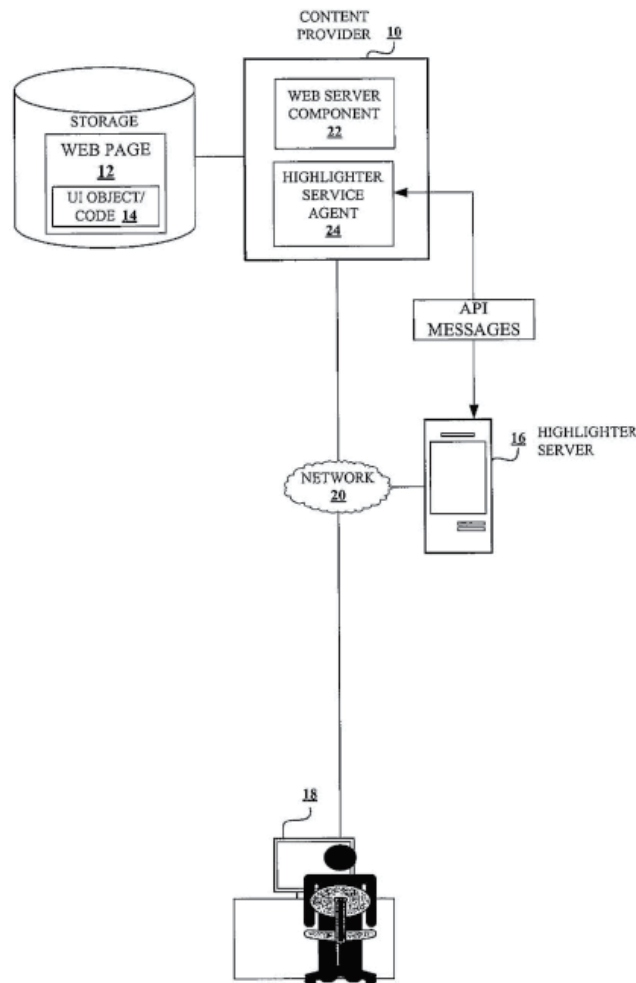 CONTENT
PROVIDER
10
STORAGE
WEB PAGE
12
UI OBJECT/
CODE 14
WEB SERVER
COMPONENT
22
HIGHLIGHTER
SERVICE
AGENT
24
API
MESSAGES
16 HIGHLIGHTER
SERVER
NETWORK
20
18